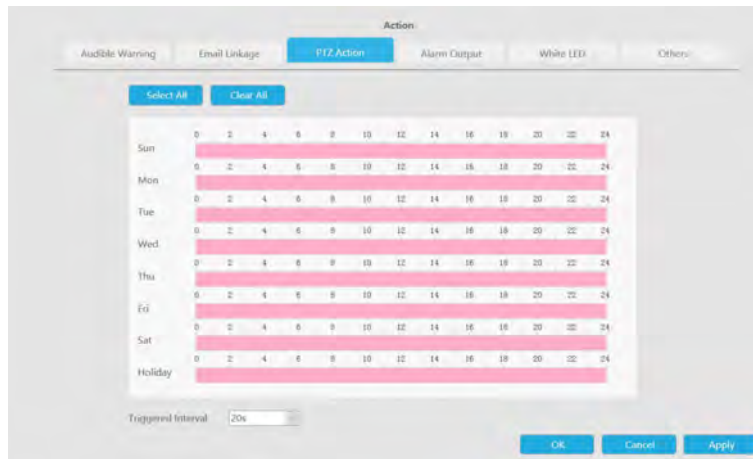 Action
Audible Warning Email Linkage PTZ Action Alarm Output White LED Others
Select All Clear All
0 2 4 6 8 10 12 14 16 18 20 22 24
Sun
0 2 4 6 8 10 12 14 16 18 20 22 24
Mon
0 2 4 6 8 10 12 14 16 18 20 22 24
Tue
0 2 4 6 8 10 12 14 16 18 20 22 24
Wed
0 2 4 6 8 10 12 14 16 18 20 22 24
Thu
0 2 4 6 8 10 12 14 16 18 20 22 24
Fri
0 2 4 6 8 10 12 14 16 18 20 22 24
Sat
0 2 4 6 8 10 12 14 16 18 20 22 24
Holiday
Triggered Interval 20s
OK Cancel Apply